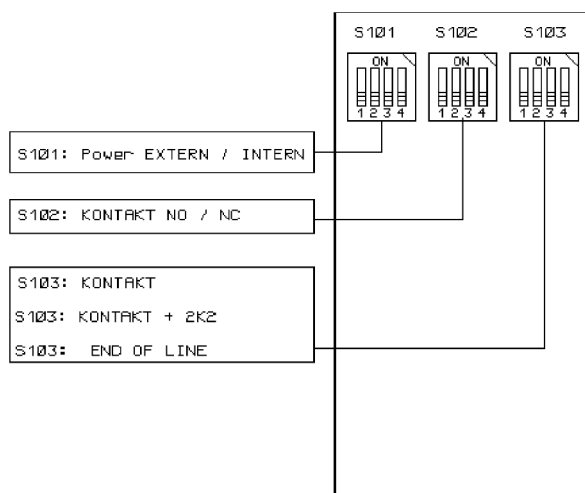 S101 S102 S103
ON ON ON
1 2 3 4 1 2 3 4 1 2 3 4
S101: Power EXTERN / INTERN
S102: KONTAKT NO / NC
S103: KONTAKT
S103: KONTAKT + 2K2
S103: END OF LINE